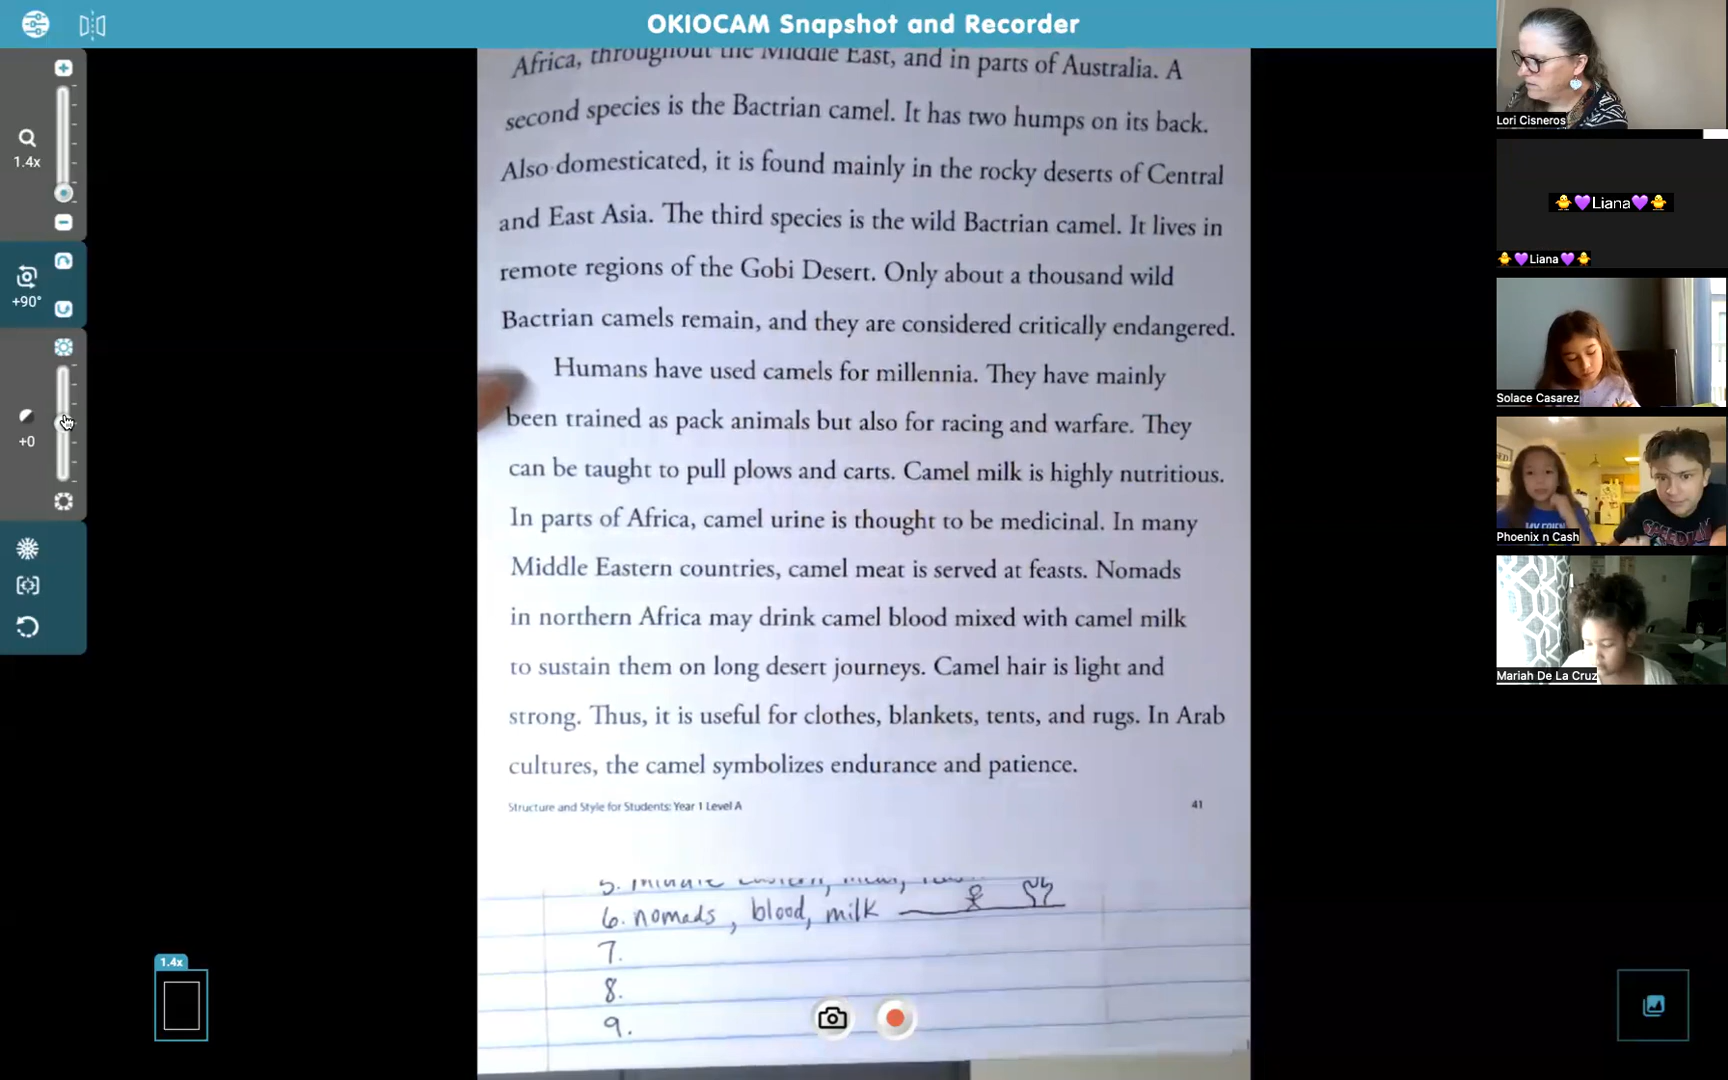 OKIOCAM Snapshot and Recorder
1.4x
+90°
+0
Africa, throughout the Middle East, and in parts of Australia. A
second species is the Bactrian camel. It has two humps on its back.
Also domesticated, it is found mainly in the rocky deserts of Central
and East Asia. The third species is the wild Bactrian camel. It lives in
remote regions of the Gobi Desert. Only about a thousand wild
Bactrian camels remain, and they are considered critically endangered.
Humans have used camels for millennia. They have mainly
been trained as pack animals but also for racing and warfare. They
can be taught to pull plows and carts. Camel milk is highly nutritious.
In parts of Africa, camel urine is thought to be medicinal. In many
Middle Eastern countries, camel meat is served at feasts. Nomads
in northern Africa may drink camel blood mixed with camel milk
to sustain them on long desert journeys. Camel hair is light and
strong. Thus, it is useful for clothes, blankets, tents, and rugs. In Arab
cultures, the camel symbolizes endurance and patience.
Structure and Style for Students: Year 1 Level A
41
5.
6. nomads, blood, milk
7.
8.
9.
1.4x
Lori Cisneros
🐥💜Liana💜🐥
🐥💜Liana💜🐥
Solace Casarez
Phoenix n Cash
Mariah De La Cruz